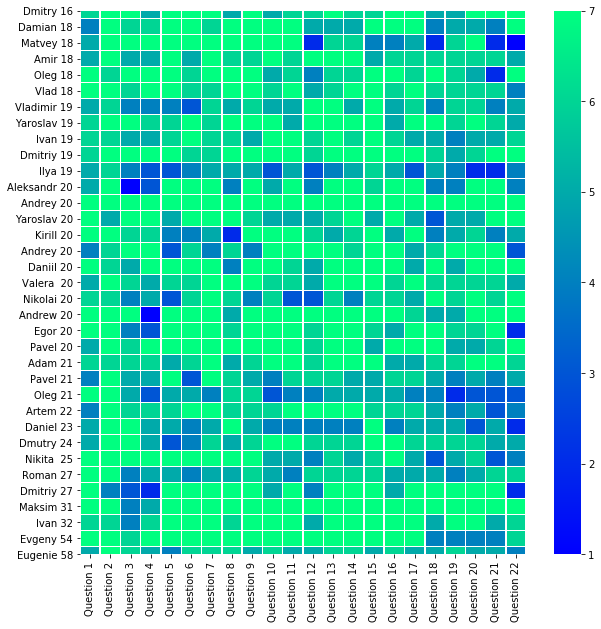 Dmitry 16
Damian 18
Matvey 18
Amir 18
Oleg 18
Vlad 18
Vladimir 19
Yaroslav 19
Ivan 19
Dmitriy 19
Ilya 19
Aleksandr 20
Andrey 20
Yaroslav 20
Kirill 20
Andrey 20
Daniil 20
Valera  20
Nikolai 20
Andrew 20
Egor 20
Pavel 20
Adam 21
Pavel 21
Oleg 21
Artem 22
Daniel 23
Dmutry 24
Nikita  25
Roman 27
Dmitriy 27
Maksim 31
Ivan 32
Evgeny 54
Eugenie 58
Question 1
Question 2
Question 3
Question 4
Question 5
Question 6
Question 7
Question 8
Question 9
Question 10
Question 11
Question 12
Question 13
Question 14
Question 15
Question 16
Question 17
Question 18
Question 19
Question 20
Question 21
Question 22
7
6
5
4
3
2
1